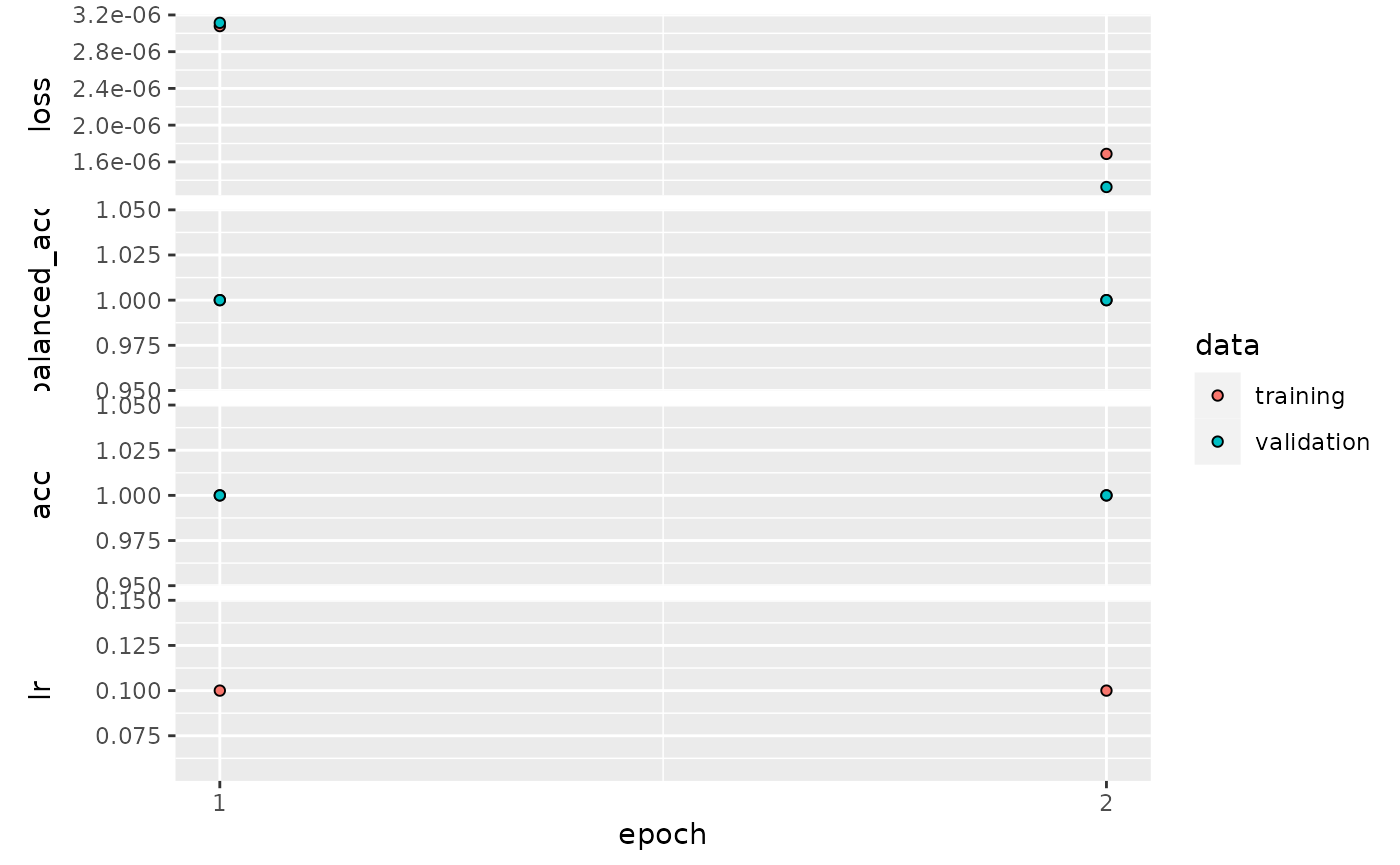 3.2e-06
2.8e-06
2.4e-06
2.0e-06
1.6e-06
loss
1.050
1.025
1.000
0.975
0.950
balanced_acc
1.050
1.025
1.000
0.975
0.950
acc
0.150
0.125
0.100
0.075
lr
1 2
epoch
data
training
validation